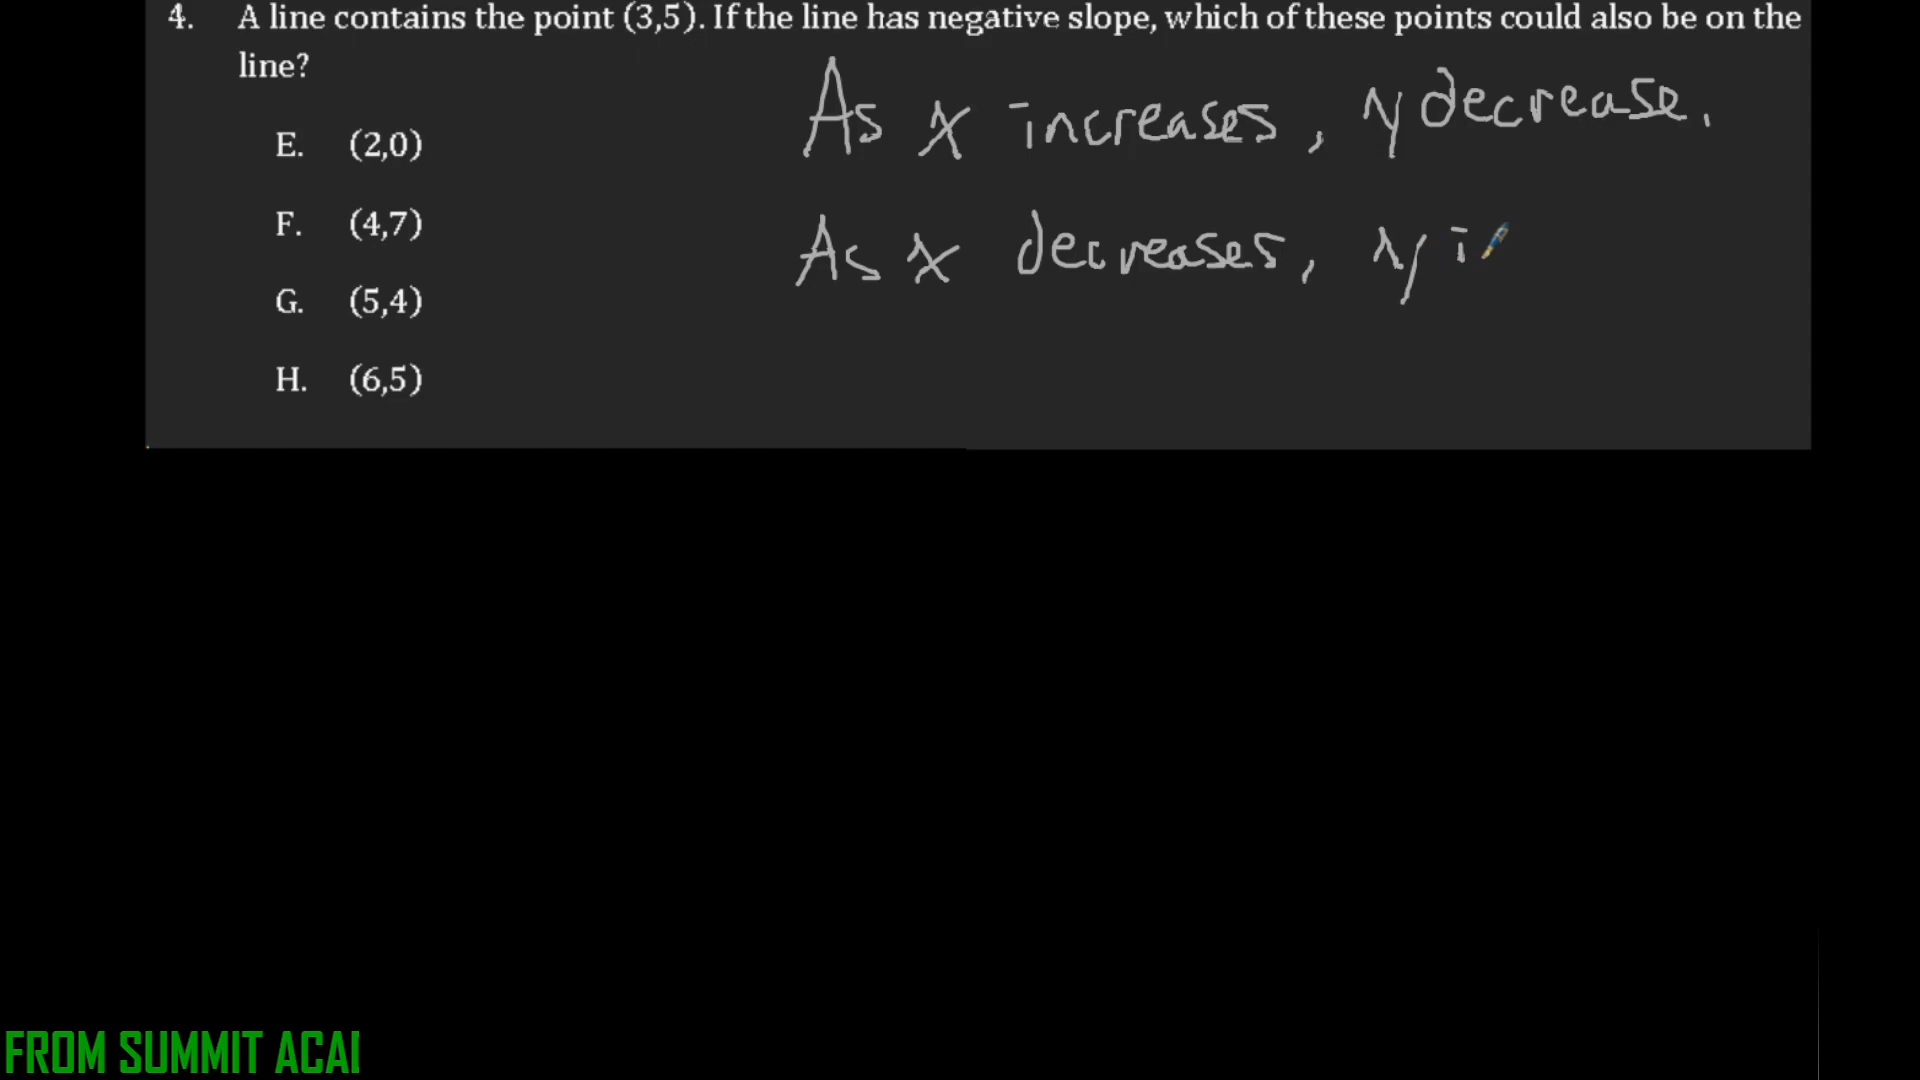 4. A line contains the point (3,5). If the line has negative slope, which of these points could also be on the
line?
As x increases, y decrease.
E. (2,0)
F. (4,7)
As x decreases, y i
G. (5,4)
H. (6,5)
FROM SUMMIT ACAI